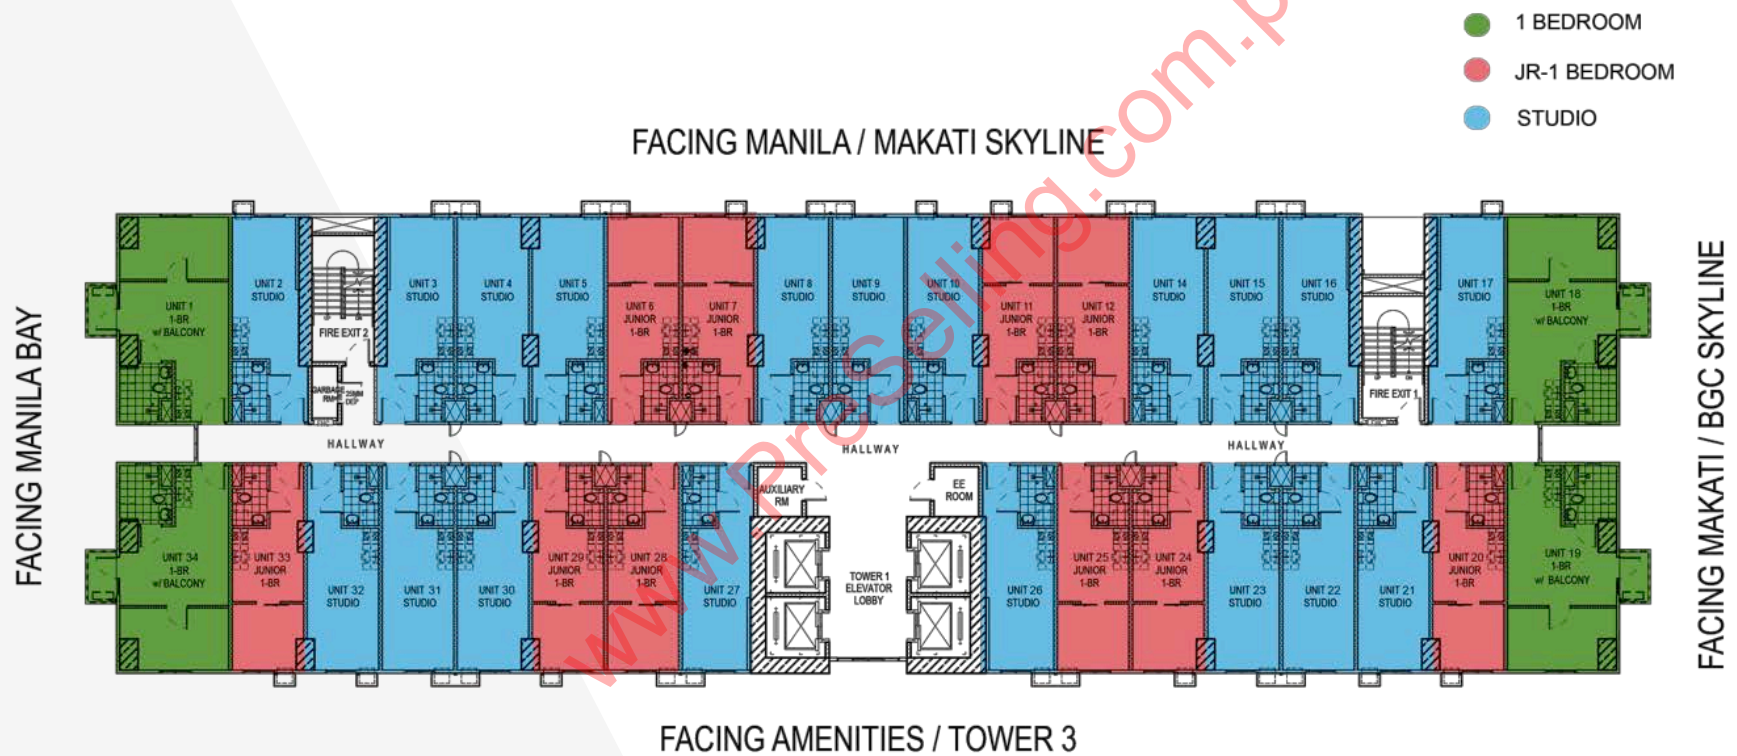 1 BEDROOM
JR-1 BEDROOM
STUDIO
FACING MANILA / MAKATI SKYLINE
FACING MANILA BAY
FACING MAKATI / BGC SKYLINE
UNIT 1
1-BR
w/ BALCONY
UNIT 2
STUDIO
FIRE EXIT 2
GARBAGE
RM
UNIT 3
STUDIO
UNIT 4
STUDIO
UNIT 5
STUDIO
UNIT 6
JUNIOR
1-BR
UNIT 7
JUNIOR
1-BR
UNIT 8
STUDIO
UNIT 9
STUDIO
UNIT 10
STUDIO
UNIT 11
JUNIOR
1-BR
UNIT 12
JUNIOR
1-BR
UNIT 14
STUDIO
UNIT 15
STUDIO
UNIT 16
STUDIO
FIRE EXIT 1
UNIT 17
STUDIO
UNIT 18
1-BR
w/ BALCONY
HALLWAY
HALLWAY
HALLWAY
UNIT 34
1-BR
w/ BALCONY
UNIT 33
JUNIOR
1-BR
UNIT 32
STUDIO
UNIT 31
STUDIO
UNIT 30
STUDIO
UNIT 29
JUNIOR
1-BR
UNIT 28
JUNIOR
1-BR
UNIT 27
STUDIO
AUXILIARY
RM
TOWER 1
ELEVATOR
LOBBY
EE
ROOM
UNIT 26
STUDIO
UNIT 25
JUNIOR
1-BR
UNIT 24
JUNIOR
1-BR
UNIT 23
STUDIO
UNIT 22
STUDIO
UNIT 21
STUDIO
UNIT 20
JUNIOR
1-BR
UNIT 19
1-BR
w/ BALCONY
FACING AMENITIES / TOWER 3
www.PreSelling.com.p